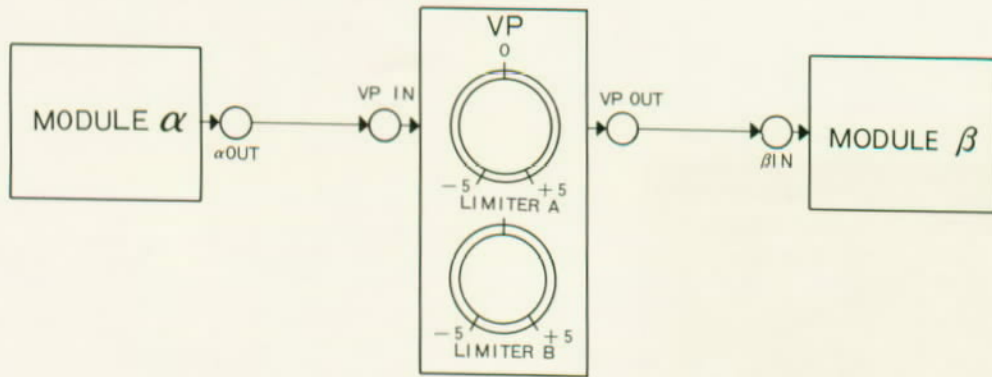 VP
0
MODULE α
αOUT
VP IN
VP OUT
βIN
MODULE β
−5 +5
LIMITER A
−5 +5
LIMITER B